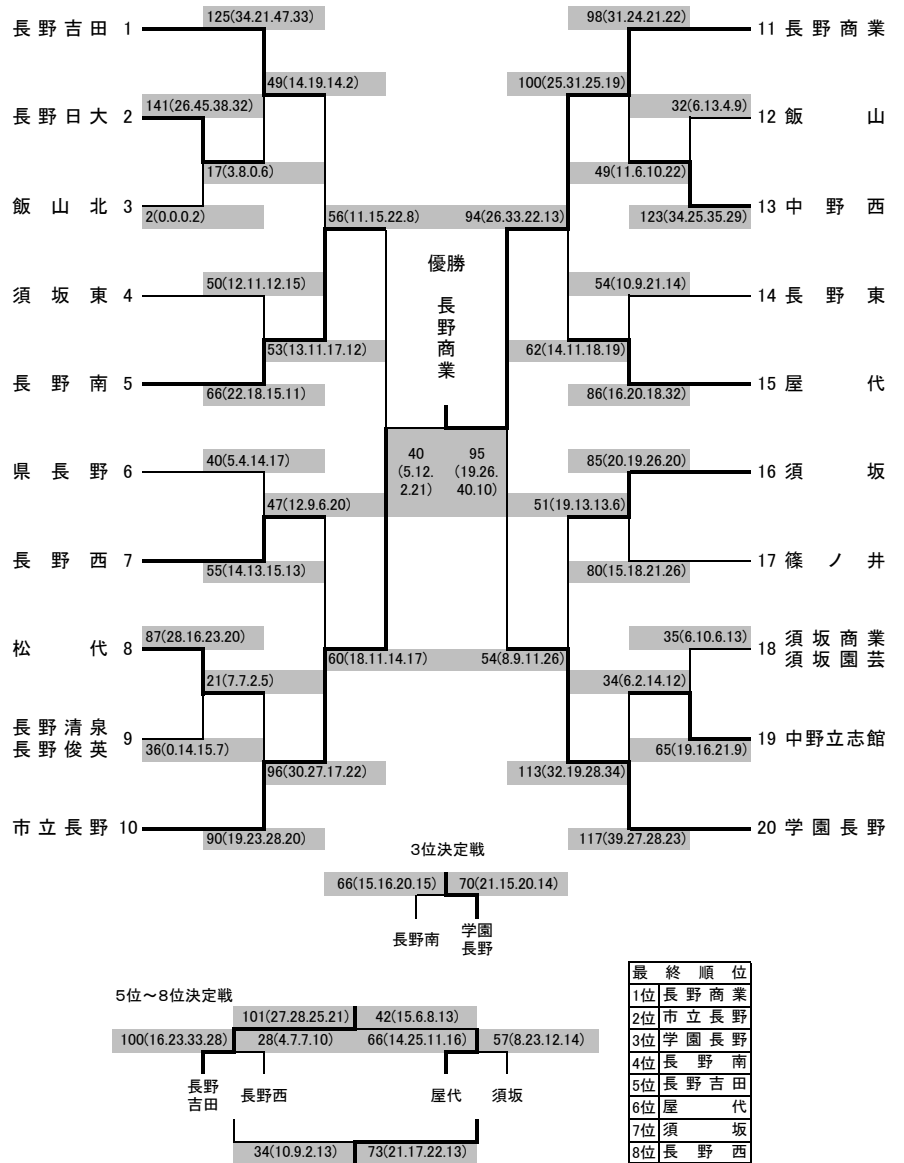 125(34.21.47.33)
98(31.24.21.22)
長野吉田 1
11 長野商業
49(14.19.14.2)
100(25.31.25.19)
141(26.45.38.32)
32(6.13.4.9)
長野日大 2
12 飯山
17(3.8.0.6)
49(11.6.10.22)
飯山北 3
13 中野西
2(0.0.0.2)
56(11.15.22.8)
94(26.33.22.13)
123(34.25.35.29)
優勝
長野商業
50(12.11.12.15)
54(10.9.21.14)
須坂東 4
14 長野東
53(13.11.17.12)
62(14.11.18.19)
長野南 5
15 屋代
66(22.18.15.11)
86(16.20.18.32)
40
(5.12.
2.21)
95
(19.26.
40.10)
40(5.4.14.17)
85(20.19.26.20)
県長野 6
16 須坂
47(12.9.6.20)
51(19.13.13.6)
長野西 7
17 篠ノ井
55(14.13.15.13)
80(15.18.21.26)
87(28.16.23.20)
35(6.10.6.13)
松代 8
18 須坂商業
須坂園芸
60(18.11.14.17)
54(8.9.11.26)
21(7.7.2.5)
34(6.2.14.12)
長野清泉
長野俊英 9
19 中野立志館
36(0.14.15.7)
65(19.16.21.9)
96(30.27.17.22)
113(32.19.28.34)
市立長野 10
20 学園長野
90(19.23.28.20)
117(39.27.28.23)
3位決定戦
66(15.16.20.15)
70(21.15.20.14)
長野南
学園
長野
5位～8位決定戦
101(27.28.25.21)
42(15.6.8.13)
100(16.23.33.28)
28(4.7.7.10)
66(14.25.11.16)
57(8.23.12.14)
長野
吉田
長野西
屋代
須坂
34(10.9.2.13)
73(21.17.22.13)
最終順位
1位 長野商業
2位 市立長野
3位 学園長野
4位 長野南
5位 長野吉田
6位 屋代
7位 須坂
8位 長野西